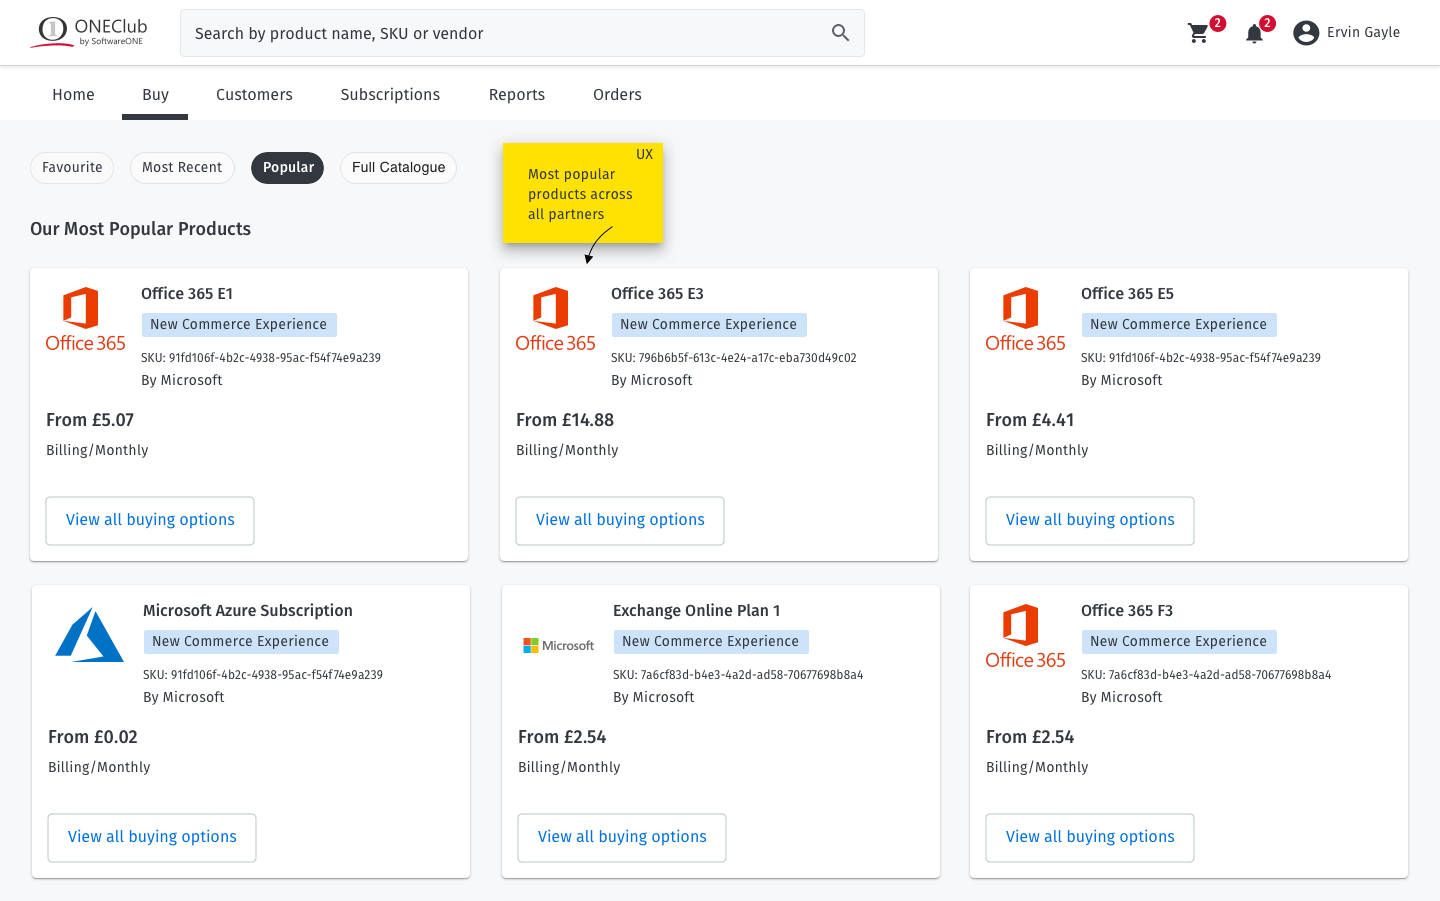 ONEClub
by SoftwareONE
Search by product name, SKU or vendor
2
2
Ervin Gayle
Home
Buy
Customers
Subscriptions
Reports
Orders
Favourite
Most Recent
Popular
Full Catalogue
UX
Most popular
products across
all partners
Our Most Popular Products
Office 365
Office 365 E1
New Commerce Experience
SKU: 91fd106f-4b2c-4938-95ac-f54f74e9a239
By Microsoft
From £5.07
Billing/Monthly
View all buying options
Office 365
Office 365 E3
New Commerce Experience
SKU: 796b6b5f-613c-4e24-a17c-eba730d49c02
By Microsoft
From £14.88
Billing/Monthly
View all buying options
Office 365
Office 365 E5
New Commerce Experience
SKU: 91fd106f-4b2c-4938-95ac-f54f74e9a239
By Microsoft
From £4.41
Billing/Monthly
View all buying options
Microsoft Azure Subscription
New Commerce Experience
SKU: 91fd106f-4b2c-4938-95ac-f54f74e9a239
By Microsoft
From £0.02
Billing/Monthly
View all buying options
Microsoft
Exchange Online Plan 1
New Commerce Experience
SKU: 7a6cf83d-b4e3-4a2d-ad58-70677698b8a4
By Microsoft
From £2.54
Billing/Monthly
View all buying options
Office 365
Office 365 F3
New Commerce Experience
SKU: 7a6cf83d-b4e3-4a2d-ad58-70677698b8a4
By Microsoft
From £2.54
Billing/Monthly
View all buying options